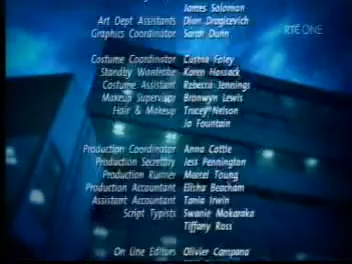 James Solomon
Art Dept Assistants Dian Dragicevich
RTÉ ONE
Graphics Coordinator Sarah Dunn
Costume Coordinator Cushla Foley
Standby Wardrobe Karen Hassack
Costume Assistant Rebecca Jennings
Makeup Supervisor Bronwyn Lewis
Hair & Makeup Tracey Nelson
Jo Fountain
Production Coordinator Anna Cottle
Production Secretary Jess Pennington
Production Runner Marcel Toung
Production Accountant Elisha Beacham
Assistant Accountant Tania Irwin
Script Typists Swanie Mokaraka
Tiffany Ross
On Line Editors Olivier Campana